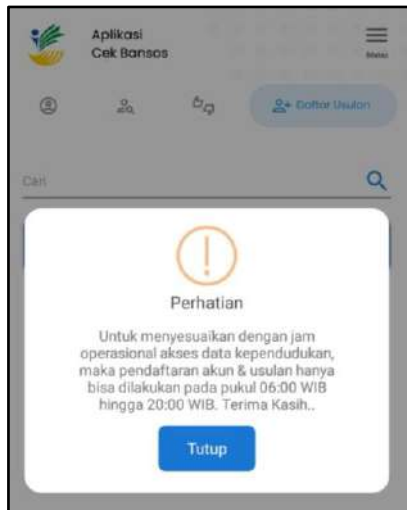 Aplikasi
Cek Bansos
Menu
Daftar Usulan
Cari
Perhatian
Untuk menyesuaikan dengan jam
operasional akses data kependudukan,
maka pendaftaran akun & usulan hanya
bisa dilakukan pada pukul 06:00 WIB
hingga 20:00 WIB. Terima Kasih..
Tutup